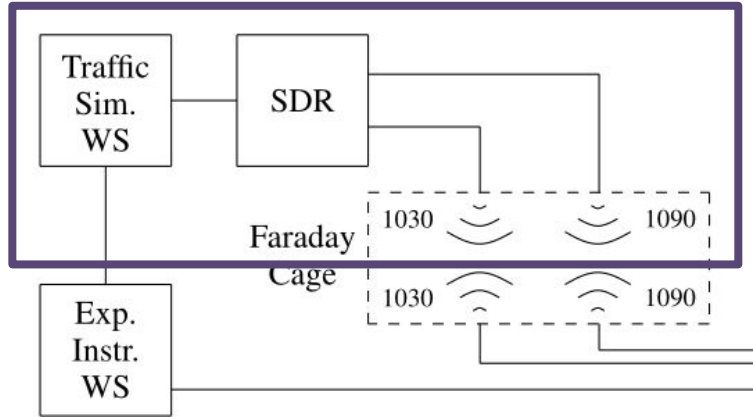 Traffic
Sim.
WS
SDR
1030
1090
Faraday
Cage
1030
1090
Exp.
Instr.
WS